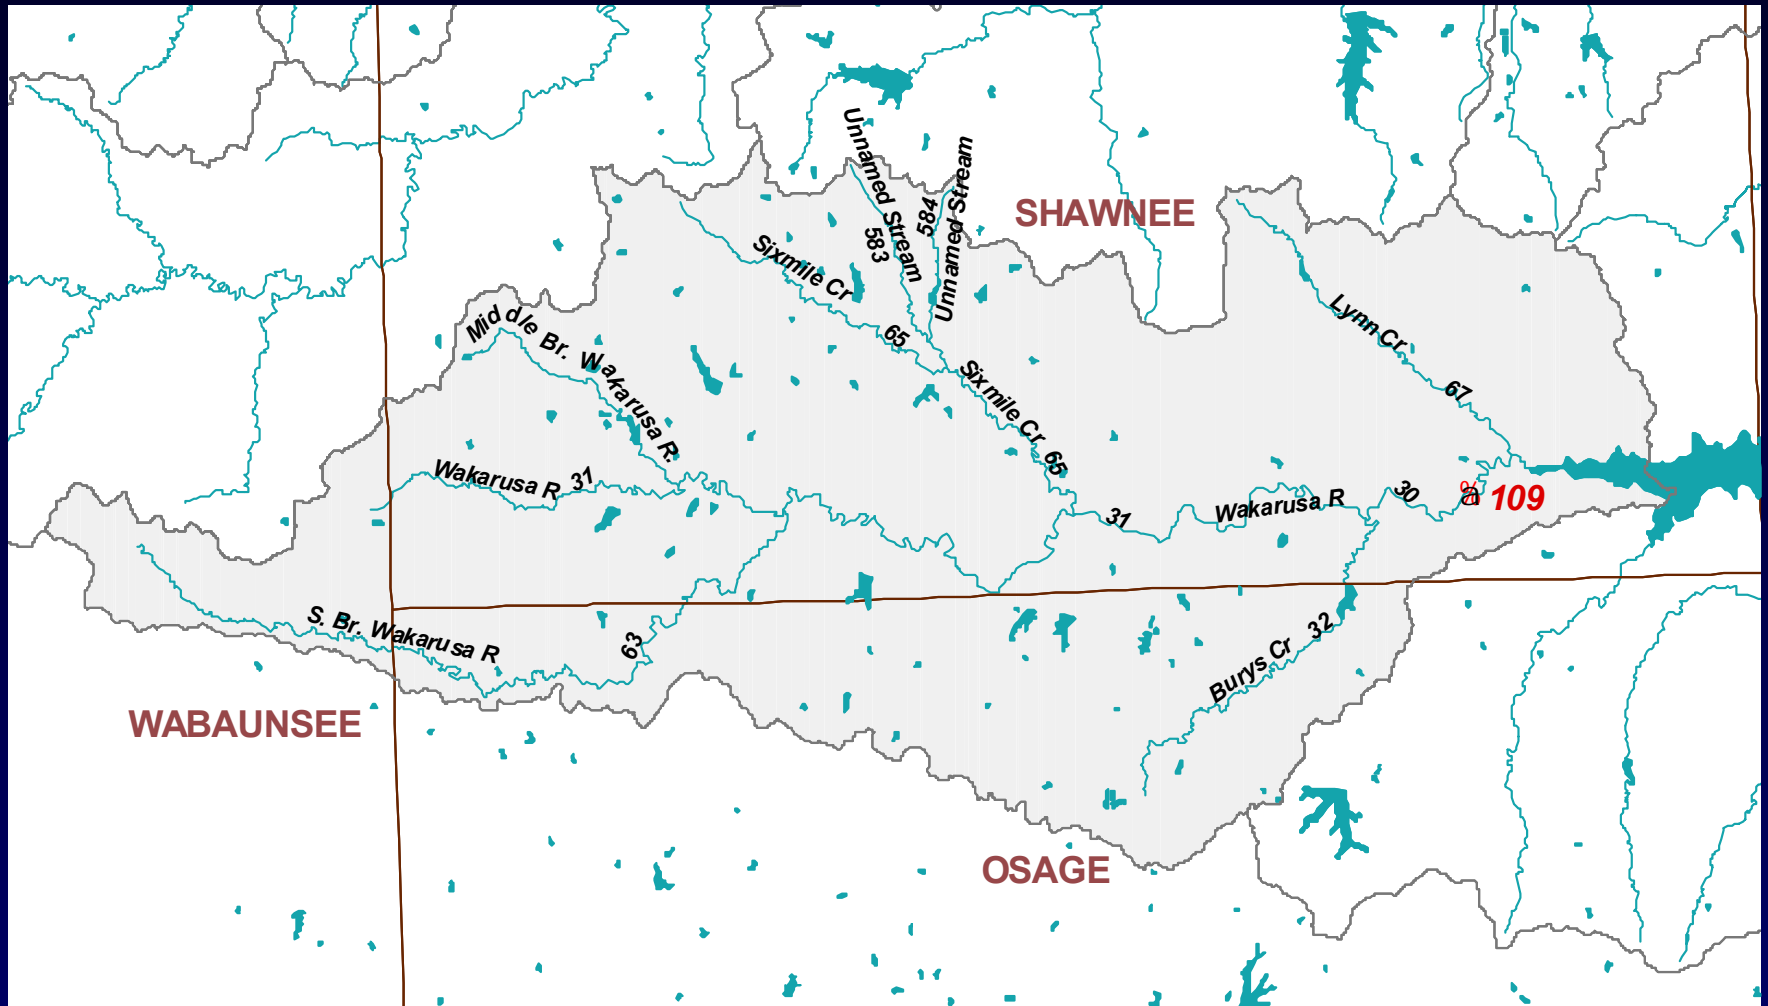 Unnamed Stream
583
584
Unnamed Stream
SHAWNEE
Sixmile Cr
65
Middle Br. Wakarusa R.
Lynn Cr
67
Sixmile Cr 65
Wakarusa R 31
31
Wakarusa R
30
% a 109
S. Br. Wakarusa R
63
Burys Cr 32
WABAUNSEE
OSAGE